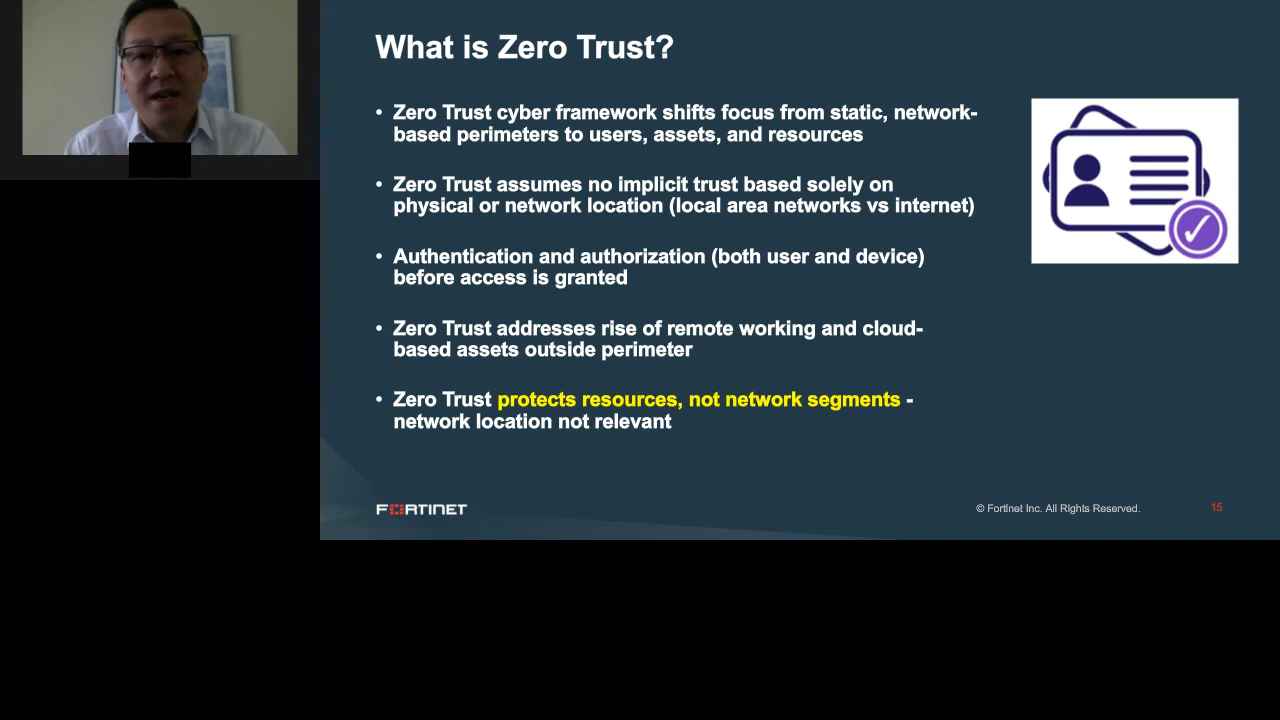 What is Zero Trust?
• Zero Trust cyber framework shifts focus from static, network-
based perimeters to users, assets, and resources
• Zero Trust assumes no implicit trust based solely on
physical or network location (local area networks vs internet)
• Authentication and authorization (both user and device)
before access is granted
• Zero Trust addresses rise of remote working and cloud-
based assets outside perimeter
• Zero Trust protects resources, not network segments -
network location not relevant
FORTINET
© Fortinet Inc. All Rights Reserved.
15